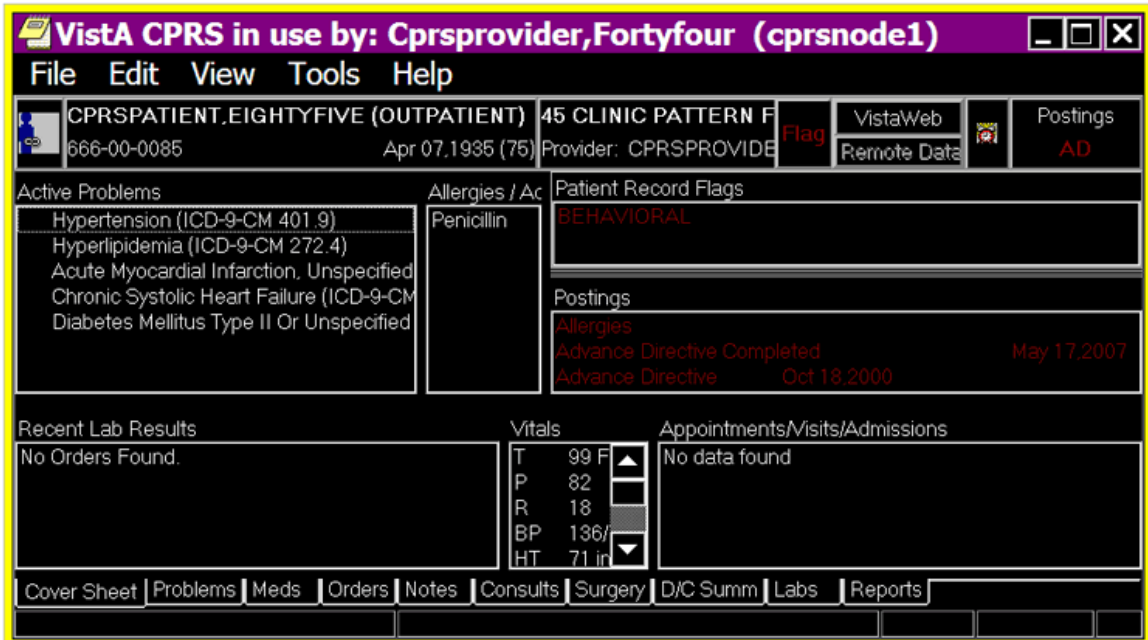 VistA CPRS in use by: Cprsprovider,Fortyfour (cprsnode1)
File Edit View Tools Help
CPRSPATIENT,EIGHTYFIVE (OUTPATIENT)
666-00-0085 Apr 07,1935 (75)
45 CLINIC PATTERN F
Provider: CPRSPROVIDE
Flag
VistaWeb
Remote Data
Postings
AD
Active Problems
Hypertension (ICD-9-CM 401.9)
Hyperlipidemia (ICD-9-CM 272.4)
Acute Myocardial Infarction, Unspecified
Chronic Systolic Heart Failure (ICD-9-CM
Diabetes Mellitus Type II Or Unspecified
Allergies / Ac
Penicillin
Patient Record Flags
BEHAVIORAL
Postings
Allergies
Advance Directive Completed May 17,2007
Advance Directive Oct 18,2000
Recent Lab Results
No Orders Found.
Vitals
T 99 F
P 82
R 18
BP 136/
HT 71 in
Appointments/Visits/Admissions
No data found
Cover Sheet Problems Meds Orders Notes Consults Surgery D/C Summ Labs Reports